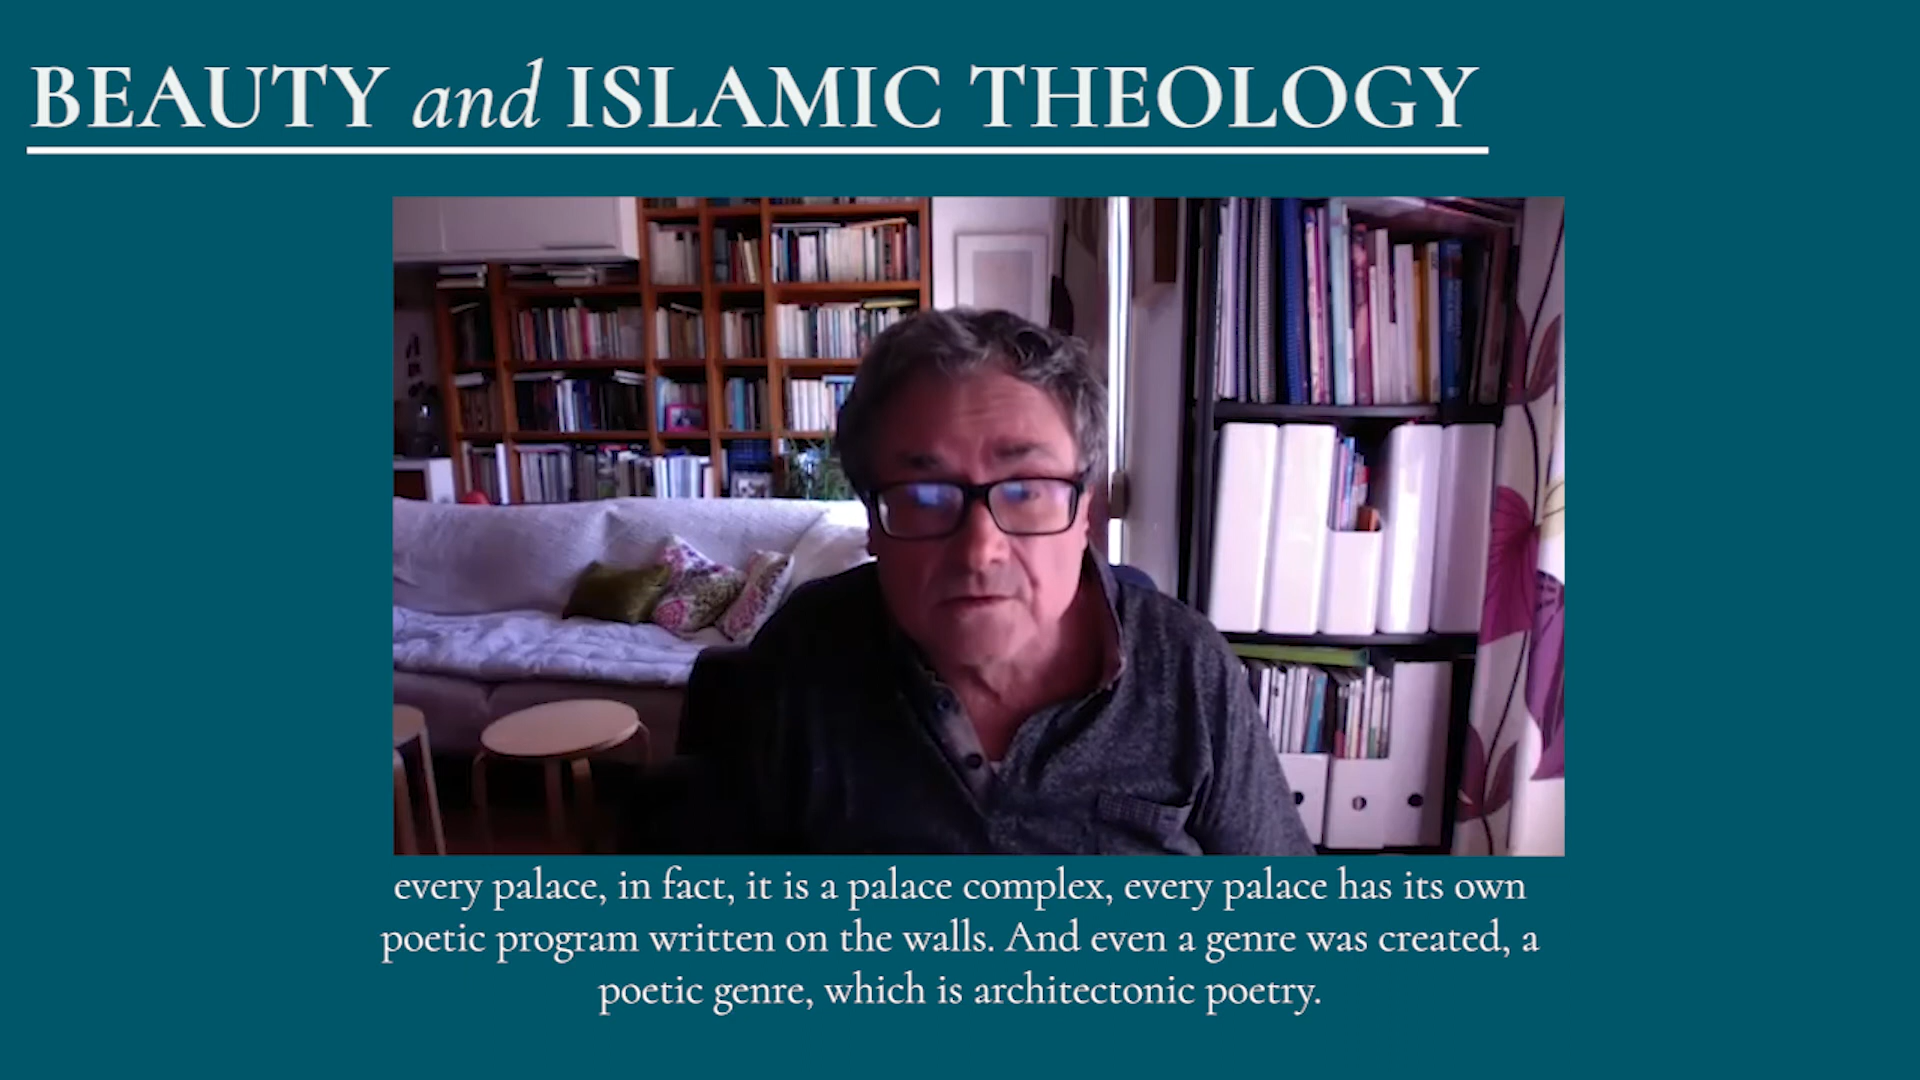 BEAUTY and ISLAMIC THEOLOGY
every palace, in fact, it is a palace complex, every palace has its own
poetic program written on the walls. And even a genre was created, a
poetic genre, which is architectonic poetry.